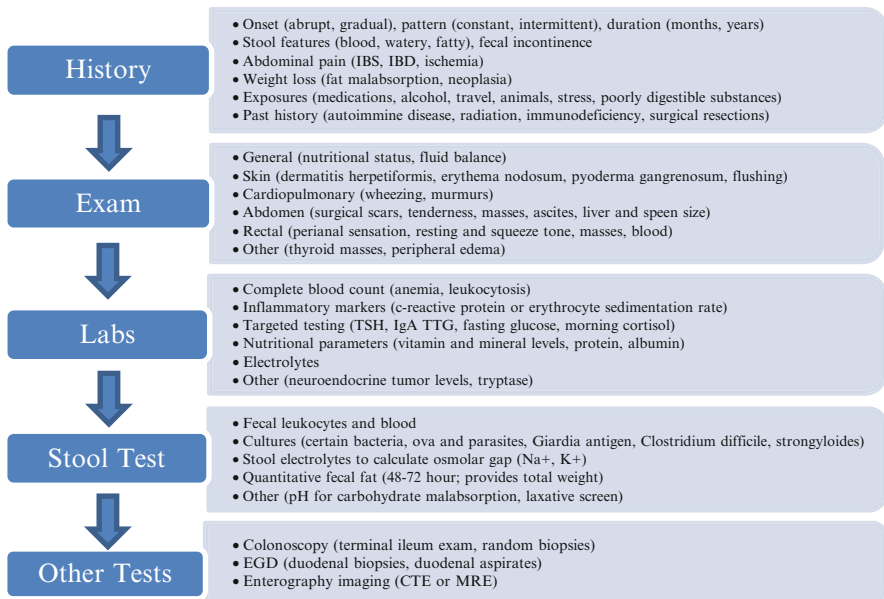 History
• Onset (abrupt, gradual), pattern (constant, intermittent), duration (months, years)
• Stool features (blood, watery, fatty), fecal incontinence
• Abdominal pain (IBS, IBD, ischemia)
• Weight loss (fat malabsorption, neoplasia)
• Exposures (medications, alcohol, travel, animals, stress, poorly digestible substances)
• Past history (autoimmine disease, radiation, immunodeficiency, surgical resections)
Exam
• General (nutritional status, fluid balance)
• Skin (dermatitis herpetiformis, erythema nodosum, pyoderma gangrenosum, flushing)
• Cardiopulmonary (wheezing, murmurs)
• Abdomen (surgical scars, tenderness, masses, ascites, liver and speen size)
• Rectal (perianal sensation, resting and squeeze tone, masses, blood)
• Other (thyroid masses, peripheral edema)
Labs
• Complete blood count (anemia, leukocytosis)
• Inflammatory markers (c-reactive protein or erythrocyte sedimentation rate)
• Targeted testing (TSH, IgA TTG, fasting glucose, morning cortisol)
• Nutritional parameters (vitamin and mineral levels, protein, albumin)
• Electrolytes
• Other (neuroendocrine tumor levels, tryptase)
Stool Test
• Fecal leukocytes and blood
• Cultures (certain bacteria, ova and parasites, Giardia antigen, Clostridium difficile, strongyloides)
• Stool electrolytes to calculate osmolar gap (Na+, K+)
• Quantitative fecal fat (48-72 hour; provides total weight)
• Other (pH for carbohydrate malabsorption, laxative screen)
Other Tests
• Colonoscopy (terminal ileum exam, random biopsies)
• EGD (duodenal biopsies, duodenal aspirates)
• Enterography imaging (CTE or MRE)